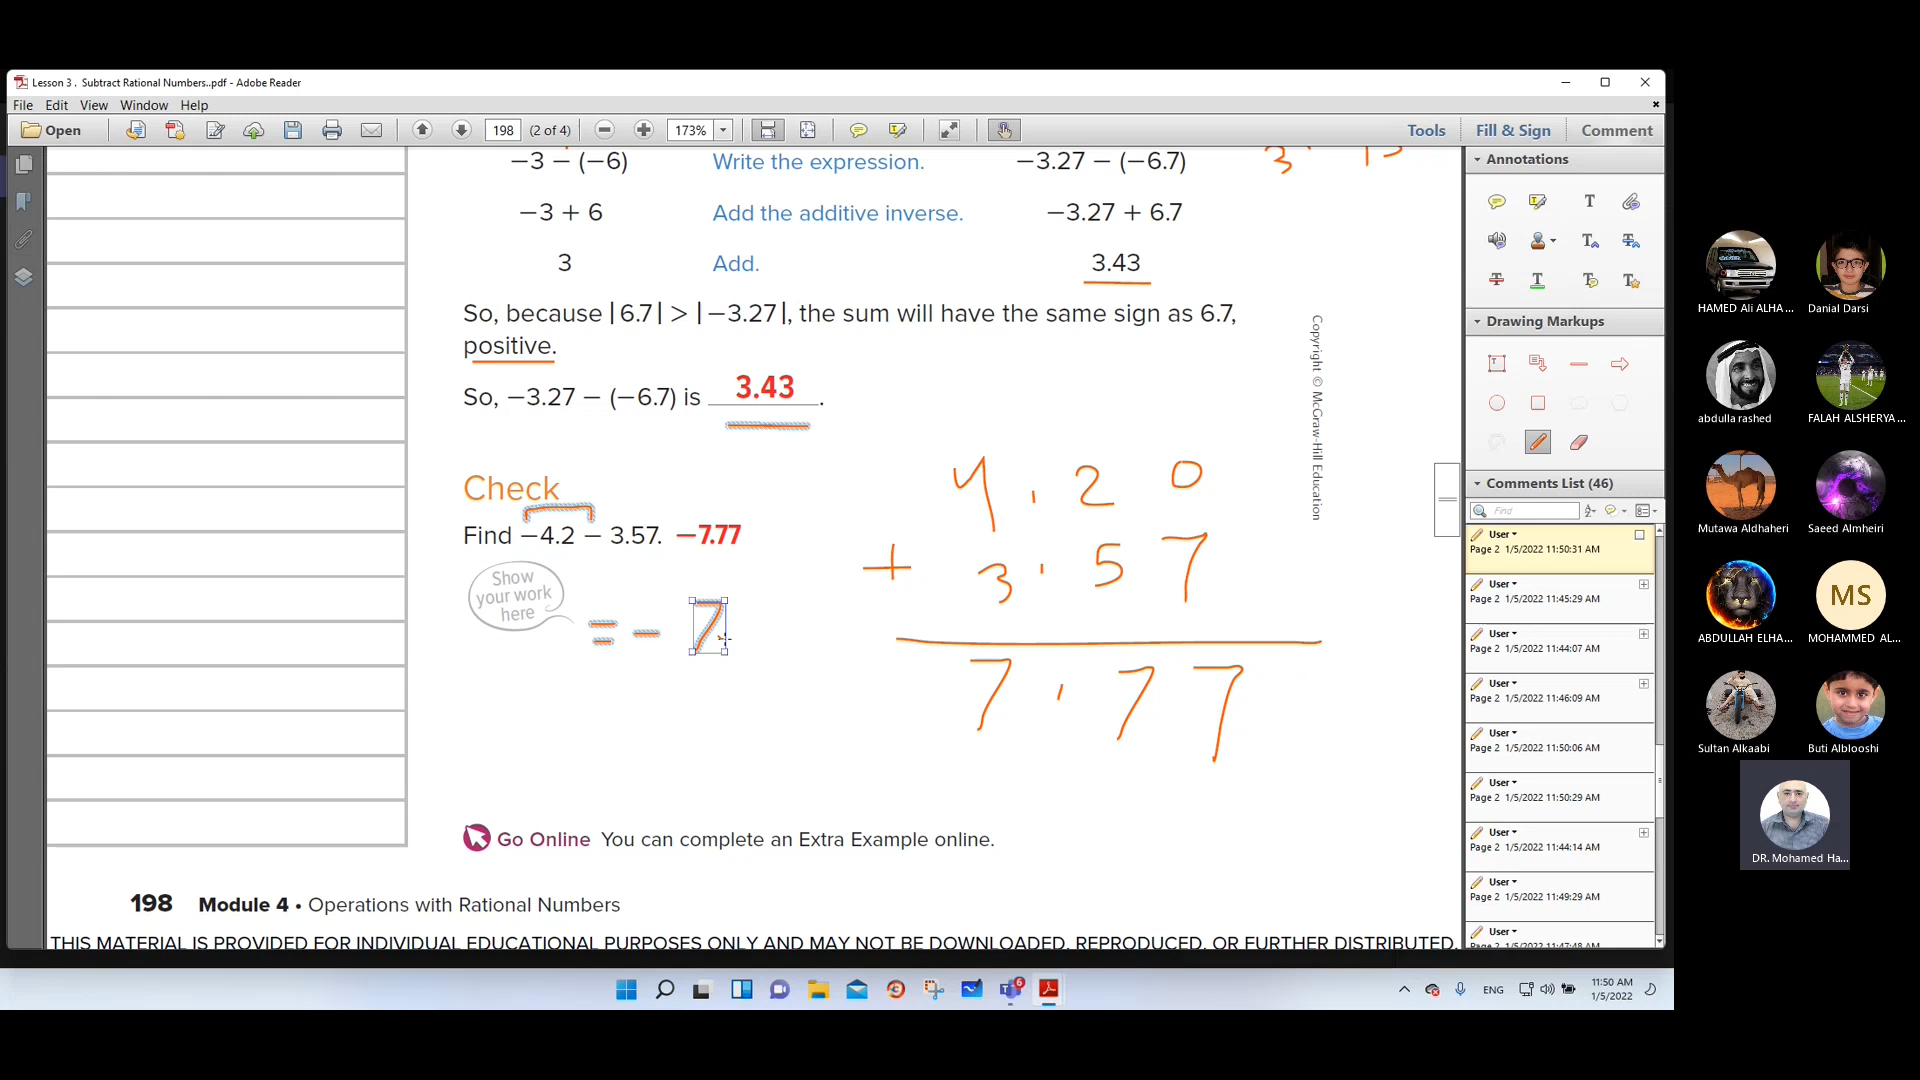 Lesson 3 . Subtract Rational Numbers..pdf - Adobe Reader
File Edit View Window Help
Open 198 (2 of 4) 173% Tools Fill & Sign Comment
−3 − (−6) Write the expression. −3.27 − (−6.7)
−3 + 6 Add the additive inverse. −3.27 + 6.7
3 Add. 3.43
So, because |6.7| > |−3.27|, the sum will have the same sign as 6.7,
positive.
So, −3.27 − (−6.7) is 3.43 .
Check
Find −4.2 − 3.57. −7.77
Show
your work
here
= − 7
4 . 2 0
+ 3 . 5 7
7 . 7 7
Copyright © McGraw-Hill Education
Go Online You can complete an Extra Example online.
198 Module 4 • Operations with Rational Numbers
THIS MATERIAL IS PROVIDED FOR INDIVIDUAL EDUCATIONAL PURPOSES ONLY AND MAY NOT BE DOWNLOADED, REPRODUCED, OR FURTHER DISTRIBUTED.
Annotations
Drawing Markups
Comments List (46)
Find
User
Page 2 1/5/2022 11:50:31 AM
User
Page 2 1/5/2022 11:45:29 AM
User
Page 2 1/5/2022 11:44:07 AM
User
Page 2 1/5/2022 11:46:09 AM
User
Page 2 1/5/2022 11:50:06 AM
User
Page 2 1/5/2022 11:50:29 AM
User
Page 2 1/5/2022 11:44:14 AM
User
Page 2 1/5/2022 11:49:29 AM
User
Page 2 1/5/2022 11:47:48 AM
HAMED Ali ALHA... Danial Darsi
abdulla rashed FALAH ALSHERYA...
Mutawa Aldhaheri Saeed Almheiri
MS
ABDULLAH ELHA... MOHAMMED AL...
Sultan Alkaabi Buti Alblooshi
DR. Mohamed Ha...
6
ENG
11:50 AM
1/5/2022